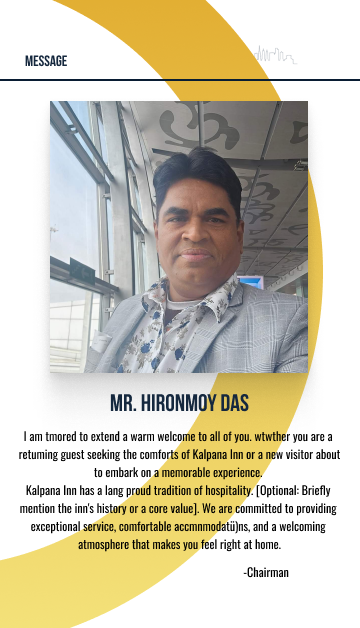 MESSAGE
MR. HIRONMOY DAS
I am tmored to extend a warm welcome to all of you. wtwther you are a
returning guest seeking the comforts of Kalpana Inn or a new visitor about
to embark on a memorable experience.
Kalpana Inn has a lang proud tradition of hospitality. [Optional: Briefly
mention the inn's history or a core value]. We are committed to providing
exceptional service, comfortable accmnmodatü)ns, and a welcoming
atmosphere that makes you feel right at home.
-Chairman